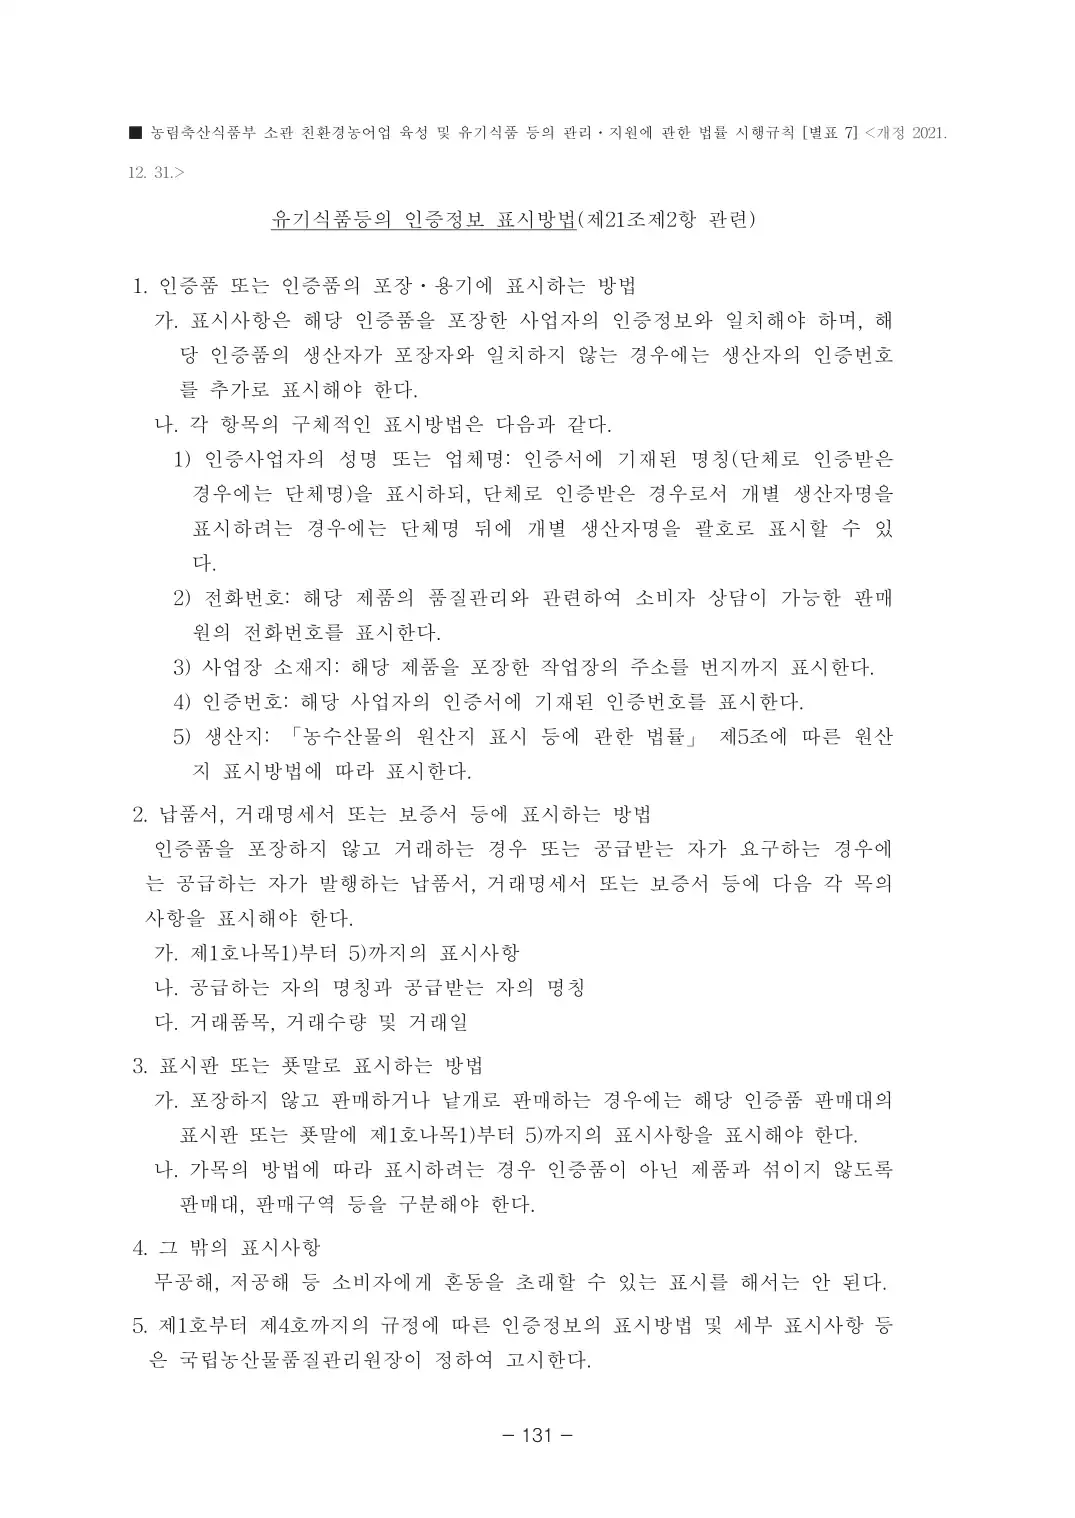 ■ 농림축산식품부 소관 친환경농어업 육성 및 유기식품 등의 관리ㆍ지원에 관한 법률 시행규칙 [별표 7] <개정 2021.
12. 31.>
유기식품등의 인증정보 표시방법(제21조제2항 관련)
1. 인증품 또는 인증품의 포장ㆍ용기에 표시하는 방법
가. 표시사항은 해당 인증품을 포장한 사업자의 인증정보와 일치해야 하며, 해
당 인증품의 생산자가 포장자와 일치하지 않는 경우에는 생산자의 인증번호
를 추가로 표시해야 한다.
나. 각 항목의 구체적인 표시방법은 다음과 같다.
1) 인증사업자의 성명 또는 업체명: 인증서에 기재된 명칭(단체로 인증받은
경우에는 단체명)을 표시하되, 단체로 인증받은 경우로서 개별 생산자명을
표시하려는 경우에는 단체명 뒤에 개별 생산자명을 괄호로 표시할 수 있
다.
2) 전화번호: 해당 제품의 품질관리와 관련하여 소비자 상담이 가능한 판매
원의 전화번호를 표시한다.
3) 사업장 소재지: 해당 제품을 포장한 작업장의 주소를 번지까지 표시한다.
4) 인증번호: 해당 사업자의 인증서에 기재된 인증번호를 표시한다.
5) 생산지: 「농수산물의 원산지 표시 등에 관한 법률」 제5조에 따른 원산
지 표시방법에 따라 표시한다.
2. 납품서, 거래명세서 또는 보증서 등에 표시하는 방법
인증품을 포장하지 않고 거래하는 경우 또는 공급받는 자가 요구하는 경우에
는 공급하는 자가 발행하는 납품서, 거래명세서 또는 보증서 등에 다음 각 목의
사항을 표시해야 한다.
가. 제1호나목1)부터 5)까지의 표시사항
나. 공급하는 자의 명칭과 공급받는 자의 명칭
다. 거래품목, 거래수량 및 거래일
3. 표시판 또는 푯말로 표시하는 방법
가. 포장하지 않고 판매하거나 낱개로 판매하는 경우에는 해당 인증품 판매대의
표시판 또는 푯말에 제1호나목1)부터 5)까지의 표시사항을 표시해야 한다.
나. 가목의 방법에 따라 표시하려는 경우 인증품이 아닌 제품과 섞이지 않도록
판매대, 판매구역 등을 구분해야 한다.
4. 그 밖의 표시사항
무공해, 저공해 등 소비자에게 혼동을 초래할 수 있는 표시를 해서는 안 된다.
5. 제1호부터 제4호까지의 규정에 따른 인증정보의 표시방법 및 세부 표시사항 등
은 국립농산물품질관리원장이 정하여 고시한다.
- 131 -